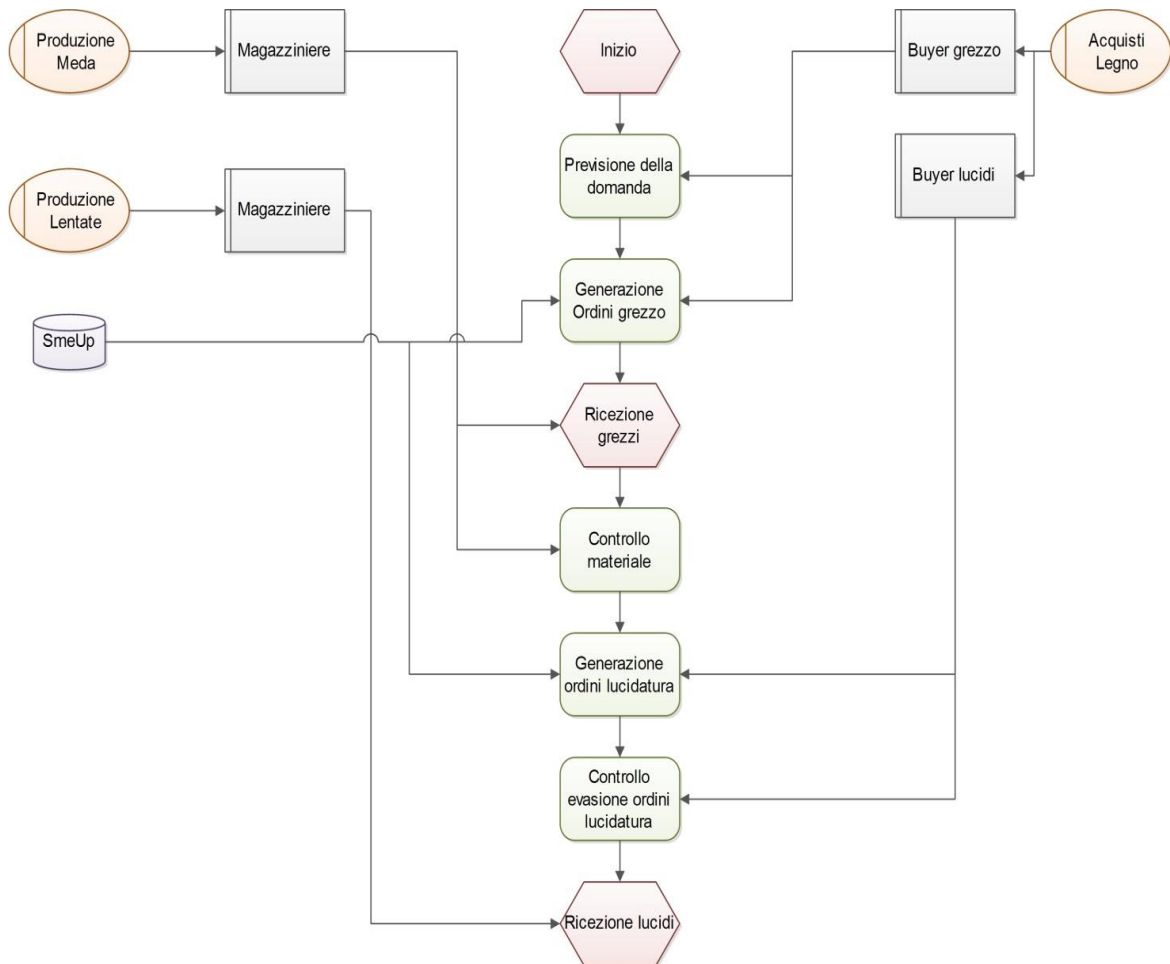 Produzione
Meda
Magazziniere
Inizio
Buyer grezzo
Acquisti
Legno
Previsione della
domanda
Buyer lucidi
Produzione
Lentate
Magazziniere
Generazione
Ordini grezzo
SmeUp
Ricezione
grezzi
Controllo
materiale
Generazione
ordini lucidatura
Controllo
evasione ordini
lucidatura
Ricezione lucidi